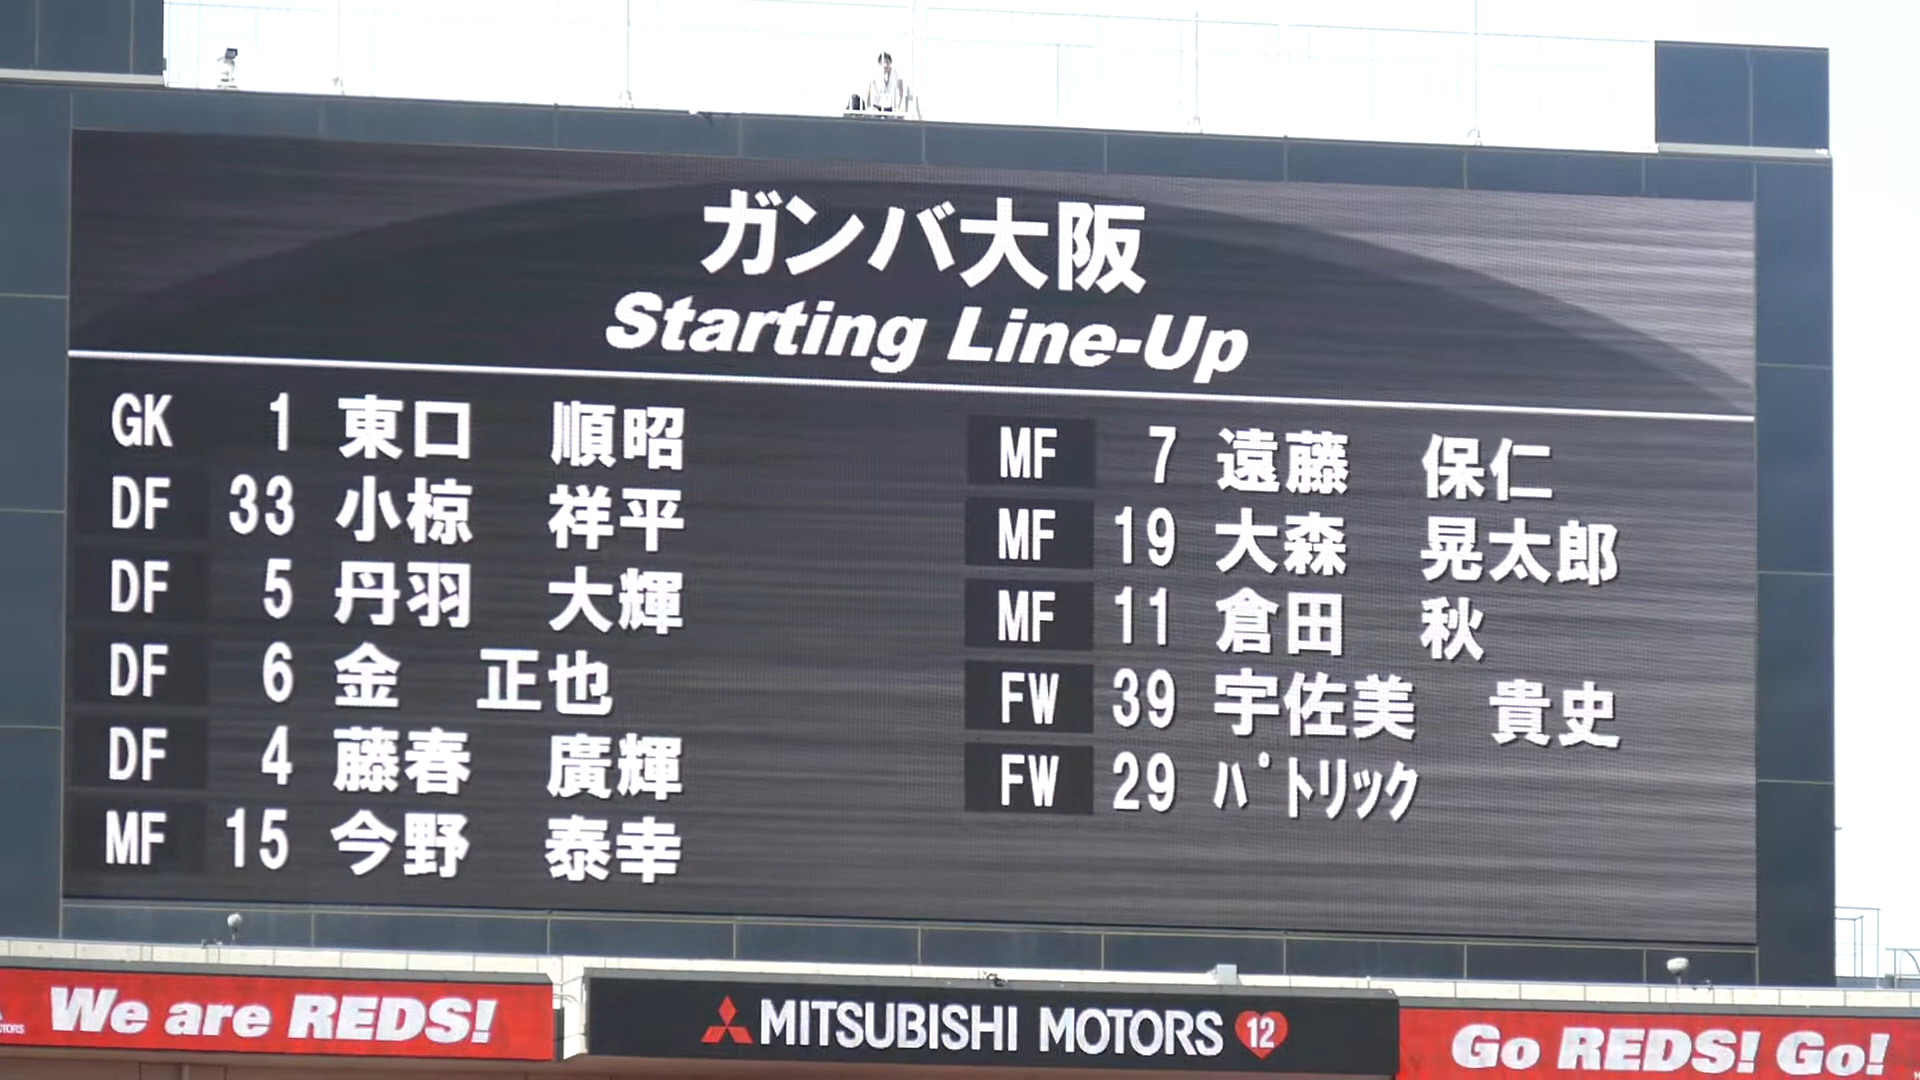 ガンバ大阪
Starting Line-Up
GK 1 東口 順昭
DF 33 小椋 祥平
DF 5 丹羽 大輝
DF 6 金 正也
DF 4 藤春 廣輝
MF 15 今野 泰幸
MF 7 遠藤 保仁
MF 19 大森 晃太郎
MF 11 倉田 秋
FW 39 宇佐美 貴史
FW 29 パトリック
We are REDS!
MITSUBISHI MOTORS 12
Go REDS! Go!